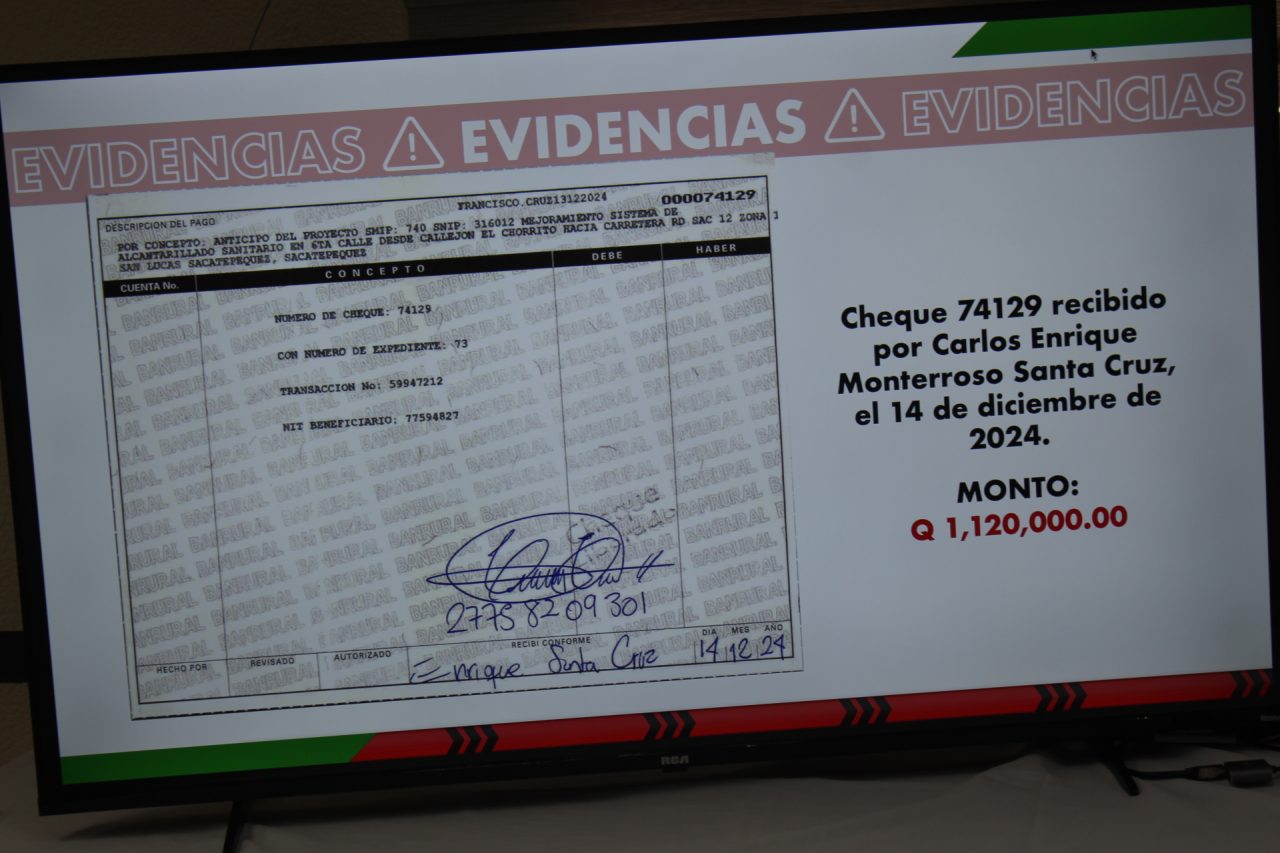 EVIDENCIAS EVIDENCIAS EVIDENCIAS
FRANCISCO.CRUZ13122024 000074129
DESCRIPCION DEL PAGO
POR CONCEPTO: ANTICIPO DEL PROYECTO SMIP: 740 SNIP: 316012 MEJORAMIENTO SISTEMA DE
ALCANTARILLADO SANITARIO EN 6TA CALLE DESDE CALLEJON EL CHORRITO HACIA CARRETERA RD SAC 12 ZONA 1
SAN LUCAS SACATEPEQUEZ, SACATEPEQUEZ
CUENTA No. CONCEPTO DEBE HABER
NUMERO DE CHEQUE: 74129
CON NUMERO DE EXPEDIENTE: 73
TRANSACCION No: 59947212
NIT BENEFICIARIO: 77594827
BANRURAL
Cheque
2775 8209 301
HECHO POR REVISADO AUTORIZADO RECIBI CONFORME DIA MES AÑO
Enrique Santa Cruz 14 12 24
Cheque 74129 recibido
por Carlos Enrique
Monterroso Santa Cruz,
el 14 de diciembre de
2024.
MONTO:
Q 1,120,000.00
RCA